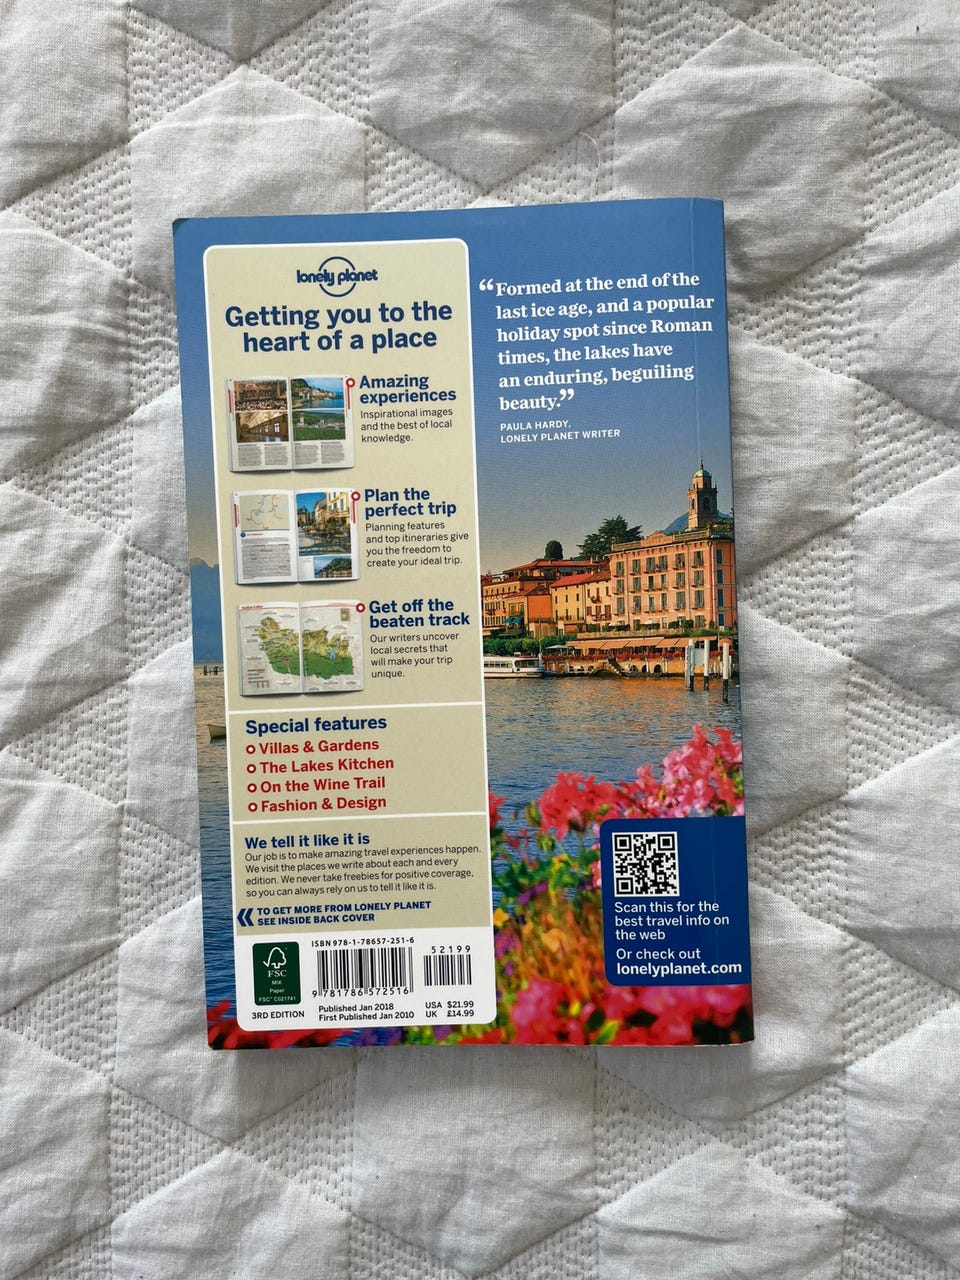 lonely planet
Getting you to the
heart of a place
Amazing
experiences
Inspirational images
and the best of local
knowledge.
Plan the
perfect trip
Planning features
and top itineraries give
you the freedom to
create your ideal trip.
Get off the
beaten track
Our writers uncover
local secrets that
will make your trip
unique.
Special features
Villas & Gardens
The Lakes Kitchen
On the Wine Trail
Fashion & Design
We tell it like it is
Our job is to make amazing travel experiences happen.
We visit the places we write about each and every
edition. We never take freebies for positive coverage,
so you can always rely on us to tell it like it is.
TO GET MORE FROM LONELY PLANET
SEE INSIDE BACK COVER
FSC
MIX
Paper
FSC™ C021741
3RD EDITION
ISBN 978-1-78657-251-6
52199
9 781786 572516
Published Jan 2018
First Published Jan 2010
USA $21.99
UK £14.99
“Formed at the end of the
last ice age, and a popular
holiday spot since Roman
times, the lakes have
an enduring, beguiling
beauty.”
PAULA HARDY,
LONELY PLANET WRITER
Scan this for the
best travel info on
the web
Or check out
lonelyplanet.com